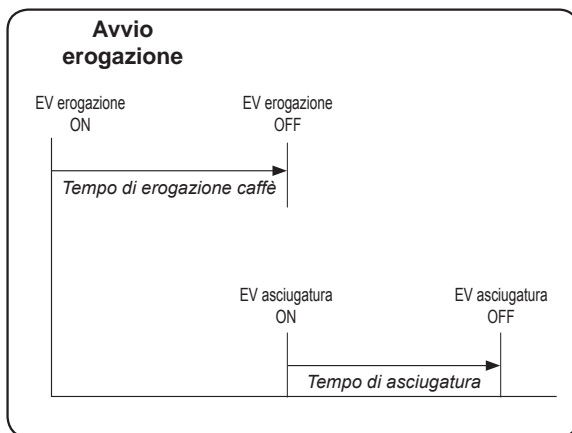 Avvio
erogazione
EV erogazione
ON
EV erogazione
OFF
Tempo di erogazione caffè
EV asciugatura
ON
EV asciugatura
OFF
Tempo di asciugatura